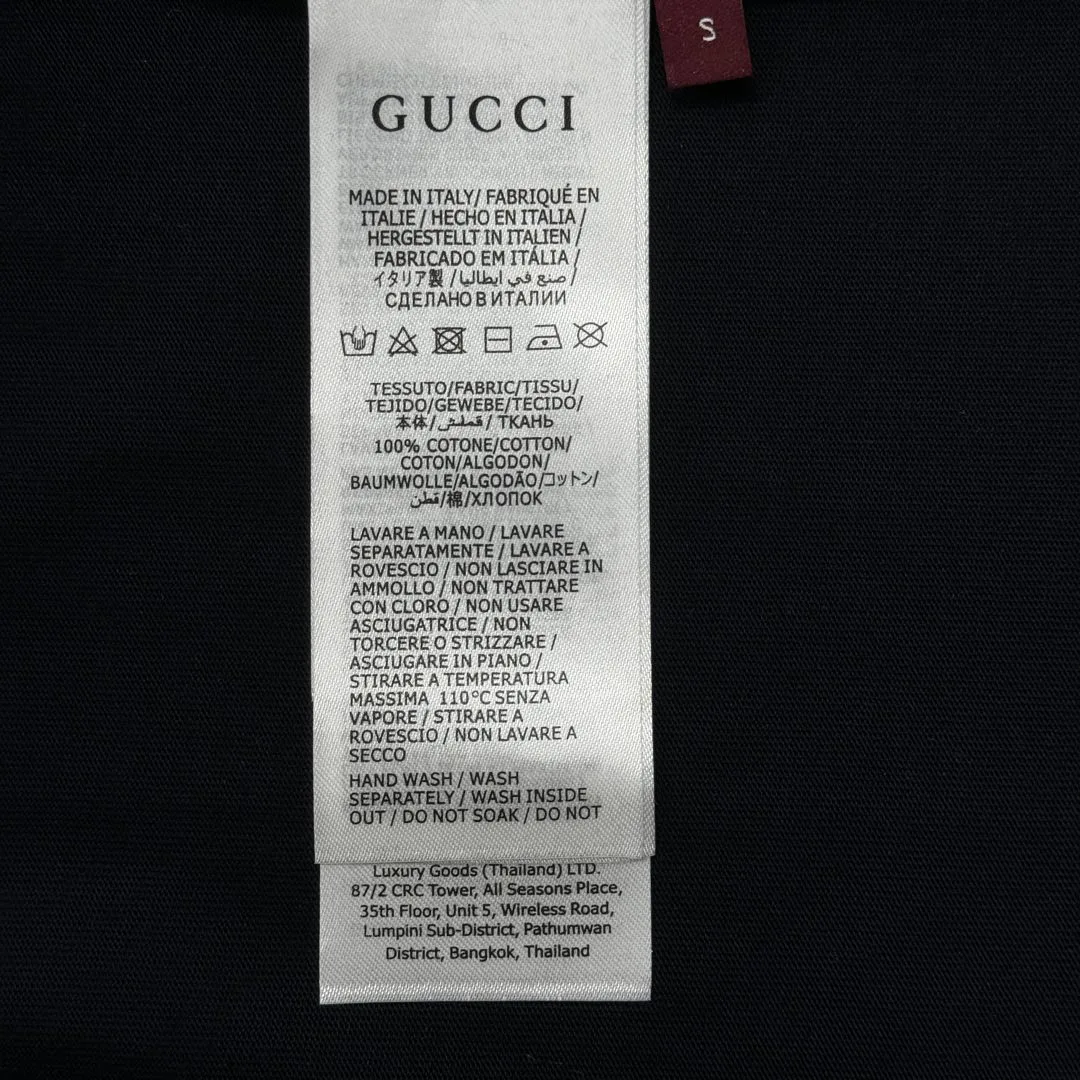 S
GUCCI
MADE IN ITALY/ FABRIQUÉ EN
ITALIE / HECHO EN ITALIA /
HERGESTELLT IN ITALIEN /
FABRICADO EM ITÁLIA /
イタリア製 / صنع في ايطاليا /
СДЕЛАНО В ИТАЛИИ
TESSUTO/FABRIC/TISSU/
TEJIDO/GEWEBE/TECIDO/
本体/قماش/ ТКАНЬ
100% COTONE/COTTON/
COTON/ALGODON/
BAUMWOLLE/ALGODÃO/コットン/
قطن/棉/ХЛОПОК
LAVARE A MANO / LAVARE
SEPARATAMENTE / LAVARE A
ROVESCIO / NON LASCIARE IN
AMMOLLO / NON TRATTARE
CON CLORO / NON USARE
ASCIUGATRICE / NON
TORCERE O STRIZZARE /
ASCIUGARE IN PIANO /
STIRARE A TEMPERATURA
MASSIMA 110°C SENZA
VAPORE / STIRARE A
ROVESCIO / NON LAVARE A
SECCO
HAND WASH / WASH
SEPARATELY / WASH INSIDE
OUT / DO NOT SOAK / DO NOT
Luxury Goods (Thailand) LTD.
87/2 CRC Tower, All Seasons Place,
35th Floor, Unit 5, Wireless Road,
Lumpini Sub-District, Pathumwan
District, Bangkok, Thailand